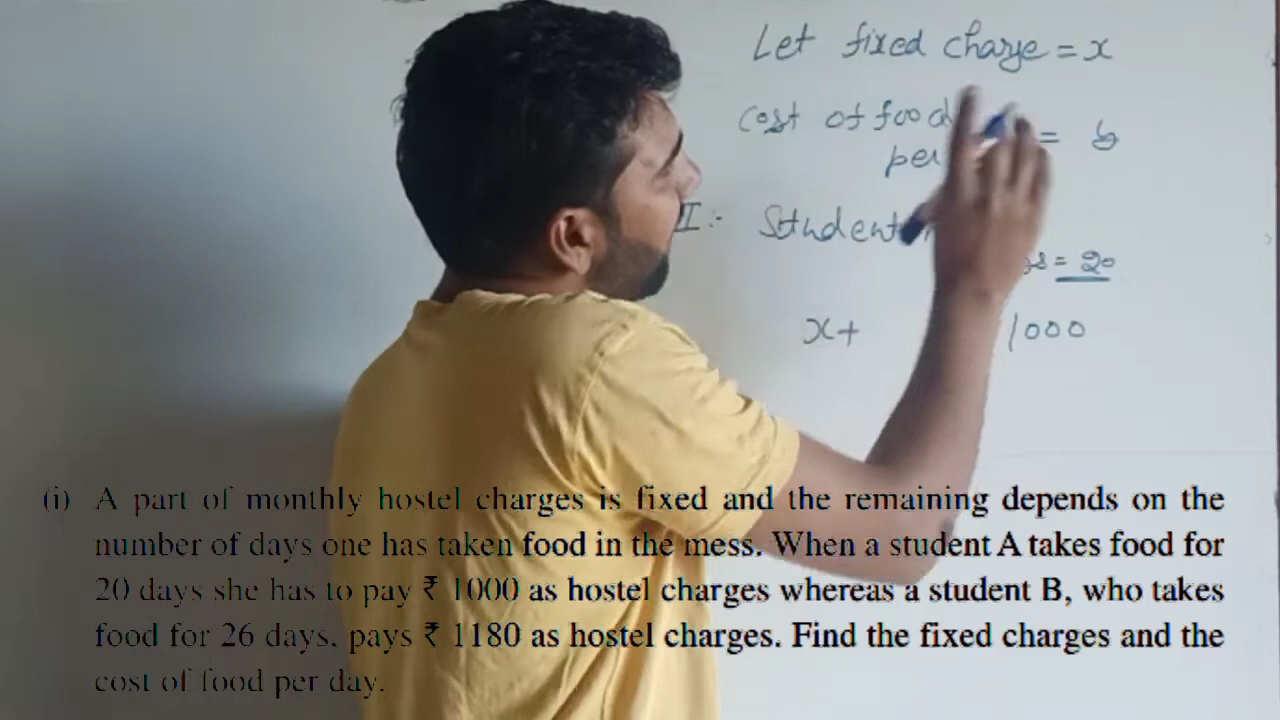 Let fixed charge = x
cost of food
per = y
I :- Student
= 20
x+ 1000
(i) A part of monthly hostel charges is fixed and the remaining depends on the
number of days one has taken food in the mess. When a student A takes food for
20 days she has to pay ₹ 1000 as hostel charges whereas a student B, who takes
food for 26 days, pays ₹ 1180 as hostel charges. Find the fixed charges and the
cost of food per day.